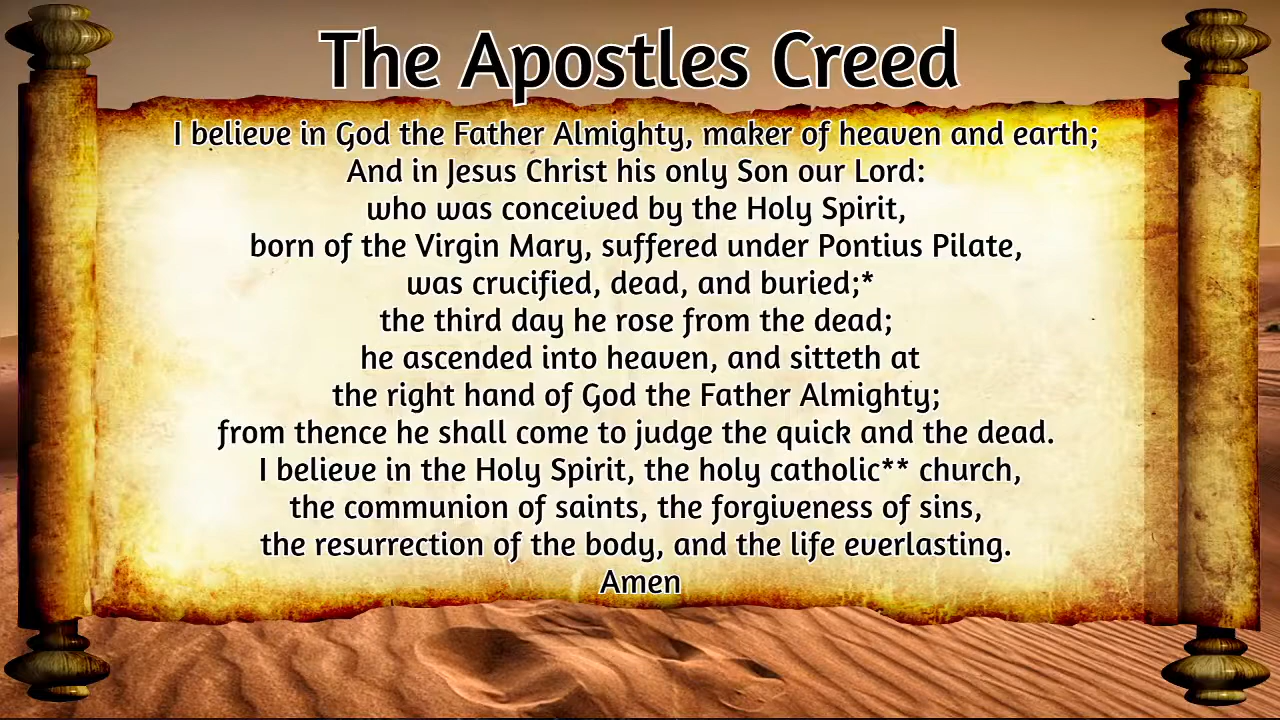 The Apostles Creed
I believe in God the Father Almighty, maker of heaven and earth;
And in Jesus Christ his only Son our Lord:
who was conceived by the Holy Spirit,
born of the Virgin Mary, suffered under Pontius Pilate,
was crucified, dead, and buried;*
the third day he rose from the dead;
he ascended into heaven, and sitteth at
the right hand of God the Father Almighty;
from thence he shall come to judge the quick and the dead.
I believe in the Holy Spirit, the holy catholic** church,
the communion of saints, the forgiveness of sins,
the resurrection of the body, and the life everlasting.
Amen